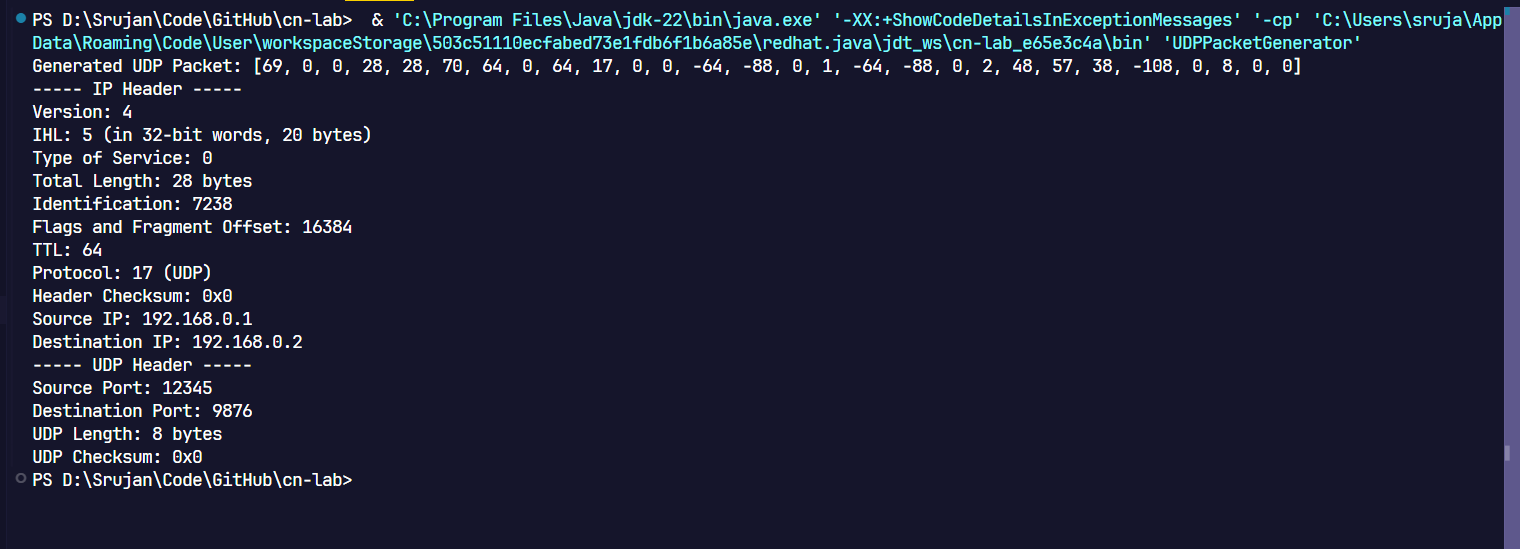 PS D:\Srujan\Code\GitHub\cn-lab>  & 'C:\Program Files\Java\jdk-22\bin\java.exe' '-XX:+ShowCodeDetailsInExceptionMessages' '-cp' 'C:\Users\sruja\App
Data\Roaming\Code\User\workspaceStorage\503c51110ecfabed73e1fdb6f1b6a85e\redhat.java\jdt_ws\cn-lab_e65e3c4a\bin' 'UDPPacketGenerator'
Generated UDP Packet: [69, 0, 0, 28, 28, 70, 64, 0, 64, 17, 0, 0, -64, -88, 0, 1, -64, -88, 0, 2, 48, 57, 38, -108, 0, 8, 0, 0]
----- IP Header -----
Version: 4
IHL: 5 (in 32-bit words, 20 bytes)
Type of Service: 0
Total Length: 28 bytes
Identification: 7238
Flags and Fragment Offset: 16384
TTL: 64
Protocol: 17 (UDP)
Header Checksum: 0x0
Source IP: 192.168.0.1
Destination IP: 192.168.0.2
----- UDP Header -----
Source Port: 12345
Destination Port: 9876
UDP Length: 8 bytes
UDP Checksum: 0x0
PS D:\Srujan\Code\GitHub\cn-lab>